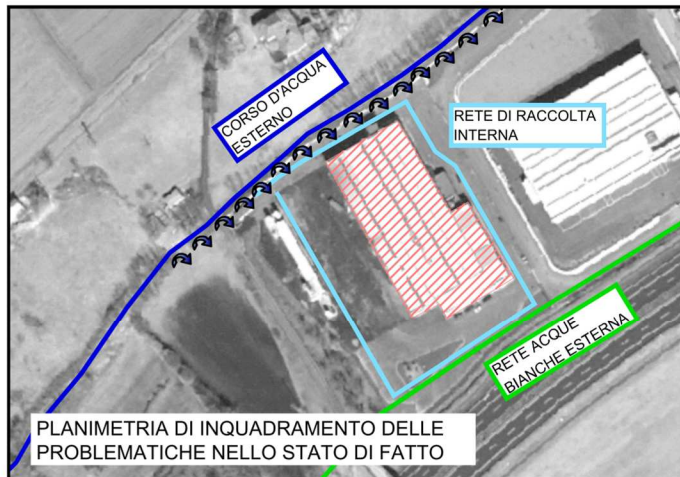 CORSO D'ACQUA
ESTERNO
RETE DI RACCOLTA
INTERNA
RETE ACQUE
BIANCHE ESTERNA
PLANIMETRIA DI INQUADRAMENTO DELLE
PROBLEMATICHE NELLO STATO DI FATTO